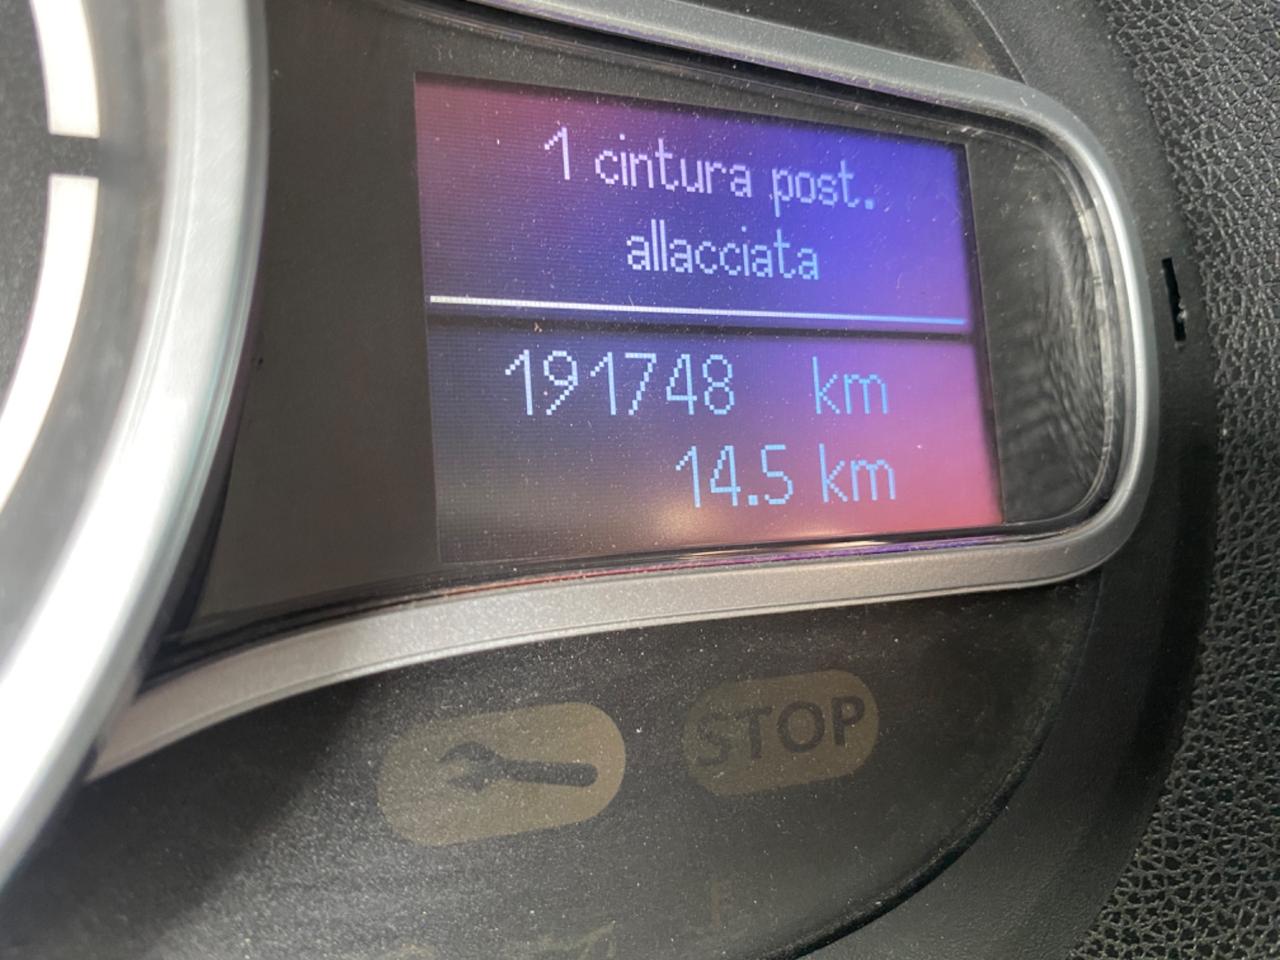 1 cintura post.
allacciata
191748 km
14.5 km
STOP